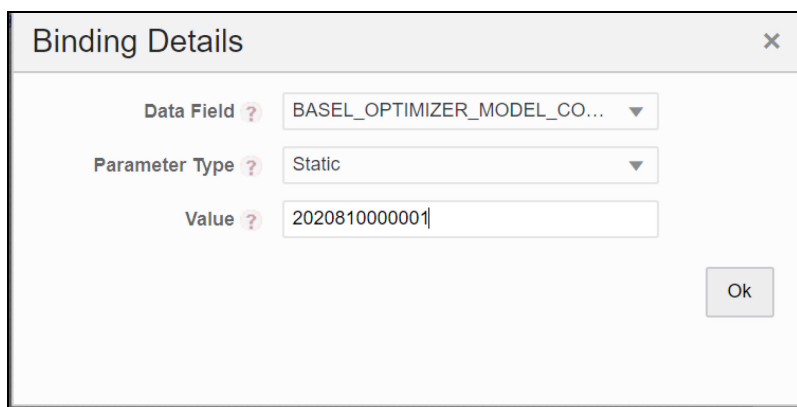 Binding Details ×
Data Field ? BASEL_OPTIMIZER_MODEL_CO...
Parameter Type ? Static
Value ? 2020810000001
Ok